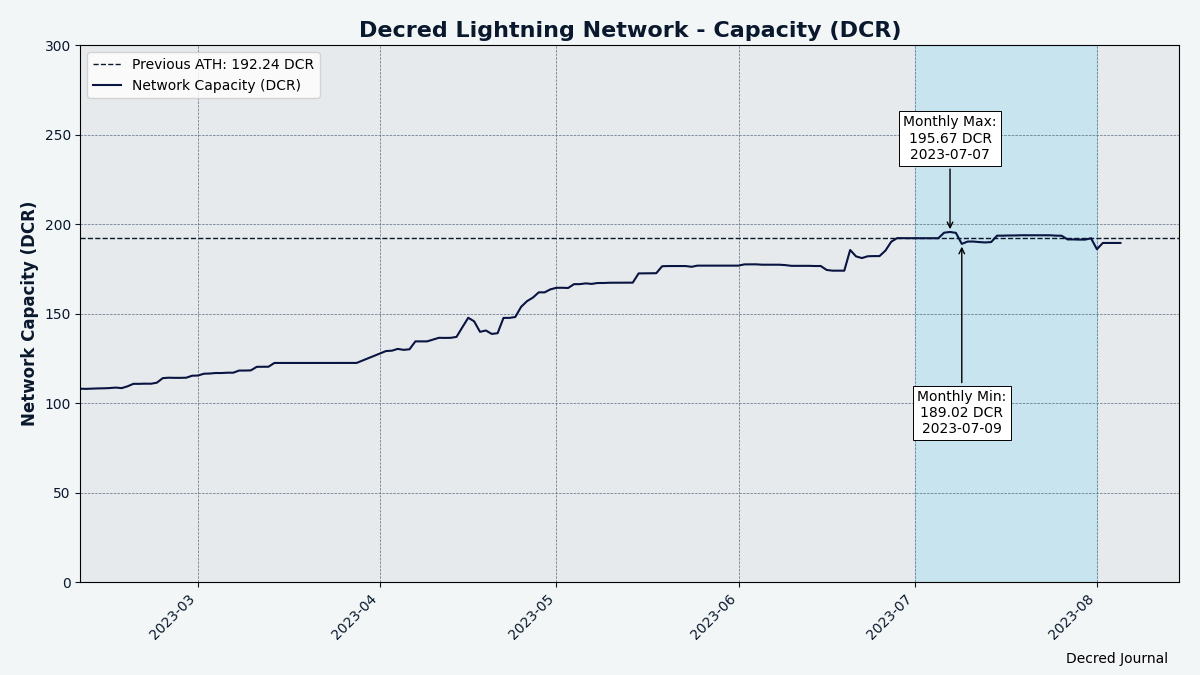 Decred Lightning Network - Capacity (DCR)
Previous ATH: 192.24 DCR
Network Capacity (DCR)
Network Capacity (DCR)
300
250
200
150
100
50
0
Monthly Max:
195.67 DCR
2023-07-07
Monthly Min:
189.02 DCR
2023-07-09
2023-03
2023-04
2023-05
2023-06
2023-07
2023-08
Decred Journal